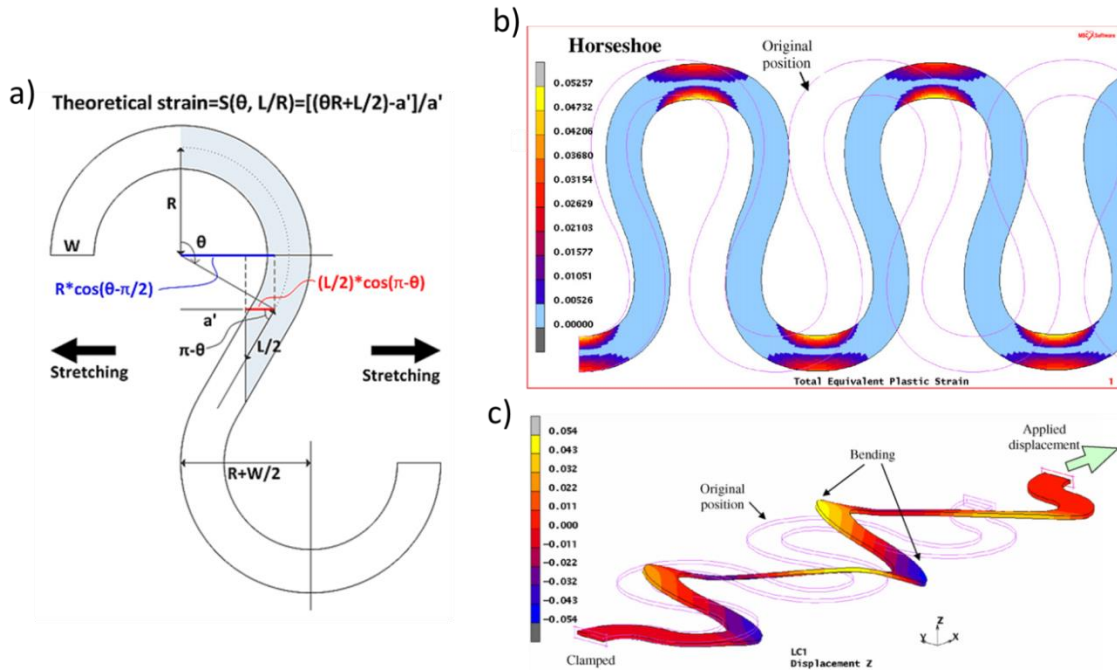 a)
Theoretical strain=S(θ, L/R)=[(θR+L/2)-a']/a'
R
W
θ
R*cos(θ-π/2)
(L/2)*cos(π-θ)
a'
π-θ
L/2
Stretching
Stretching
R+W/2
b)
Horseshoe
Original
position
0.05257
0.04732
0.04206
0.03680
0.03154
0.02629
0.02103
0.01577
0.01051
0.00526
0.00000
Total Equivalent Plastic Strain
1
c)
0.054
0.043
0.032
0.022
0.011
0.000
-0.011
-0.022
-0.032
-0.043
-0.054
Original
position
Bending
Applied
displacement
Clamped
Z
Y
X
LC1
Displacement Z